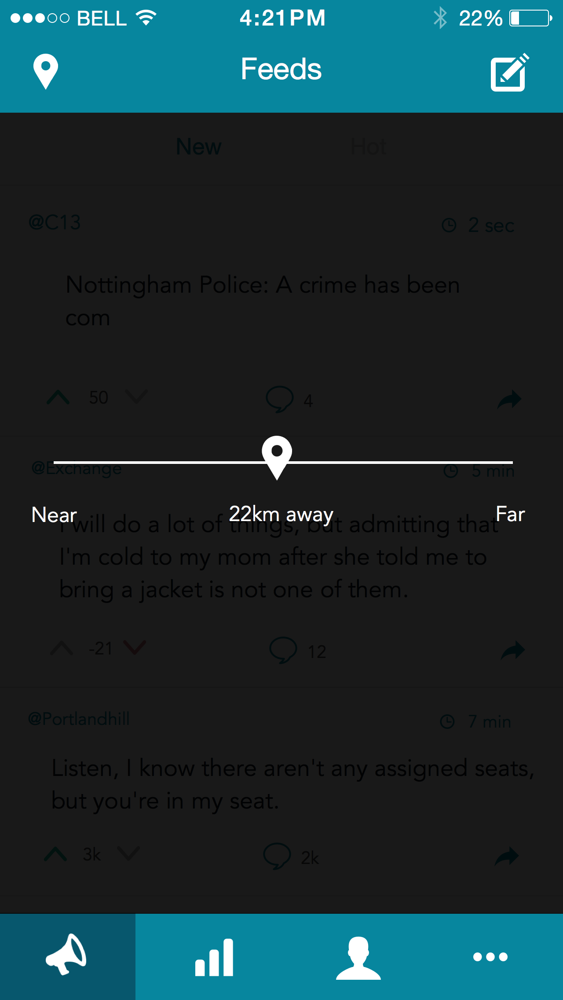 BELL 4:21PM 22%
Feeds
New Hot
@C13 2 sec
Nottingham Police: A crime has been
com
50 4
@Exchange 5 min
Near 22km away Far
I will do a lot of things, but admitting that
I'm cold to my mom after she told me to
bring a jacket is not one of them.
-21 12
@Portlandhill 7 min
Listen, I know there aren't any assigned seats,
but you're in my seat.
3k 2k